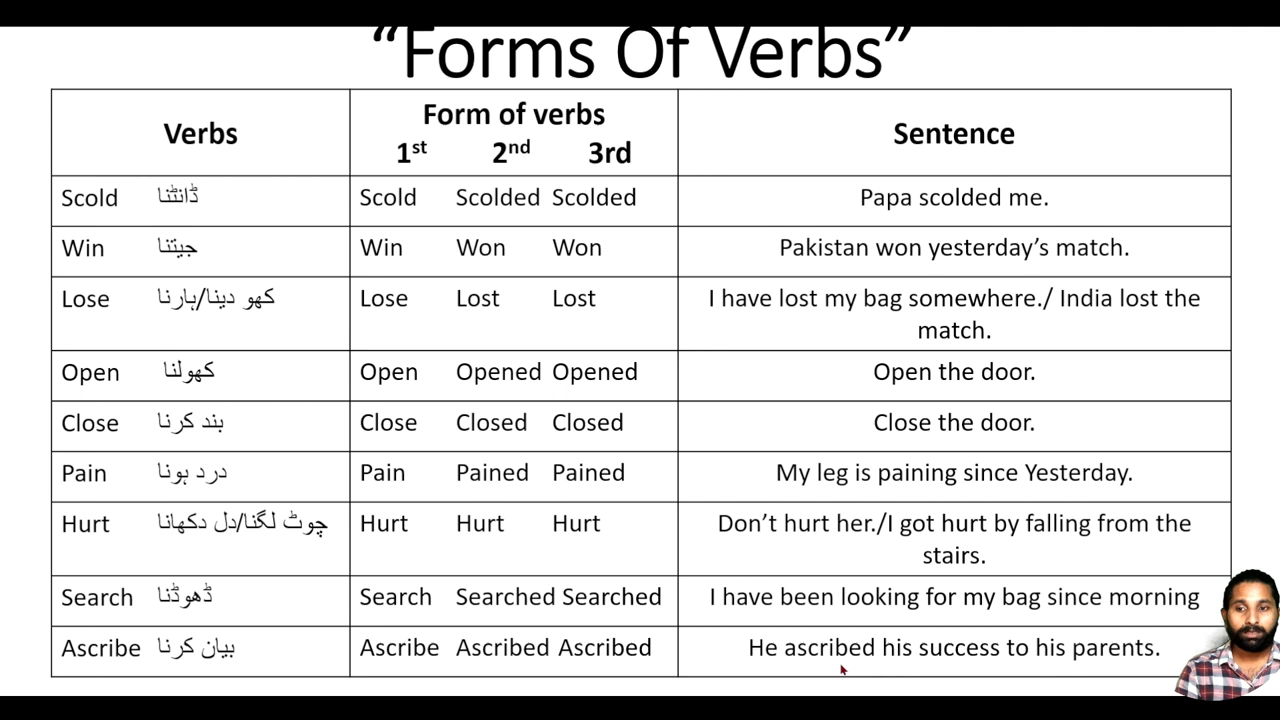 “Forms Of Verbs”
Verbs
Form of verbs
1st 2nd 3rd
Sentence
Scold ڈانٹنا Scold Scolded Scolded Papa scolded me.
Win جیتنا Win Won Won Pakistan won yesterday’s match.
Lose کھو دینا/ہارنا Lose Lost Lost I have lost my bag somewhere./ India lost the
match.
Open کھولنا Open Opened Opened Open the door.
Close بند کرنا Close Closed Closed Close the door.
Pain درد ہونا Pain Pained Pained My leg is paining since Yesterday.
Hurt چوٹ لگنا/دل دکھانا Hurt Hurt Hurt Don’t hurt her./I got hurt by falling from the
stairs.
Search ڈھوڈنا Search Searched Searched I have been looking for my bag since morning
Ascribe بیان کرنا Ascribe Ascribed Ascribed He ascribed his success to his parents.